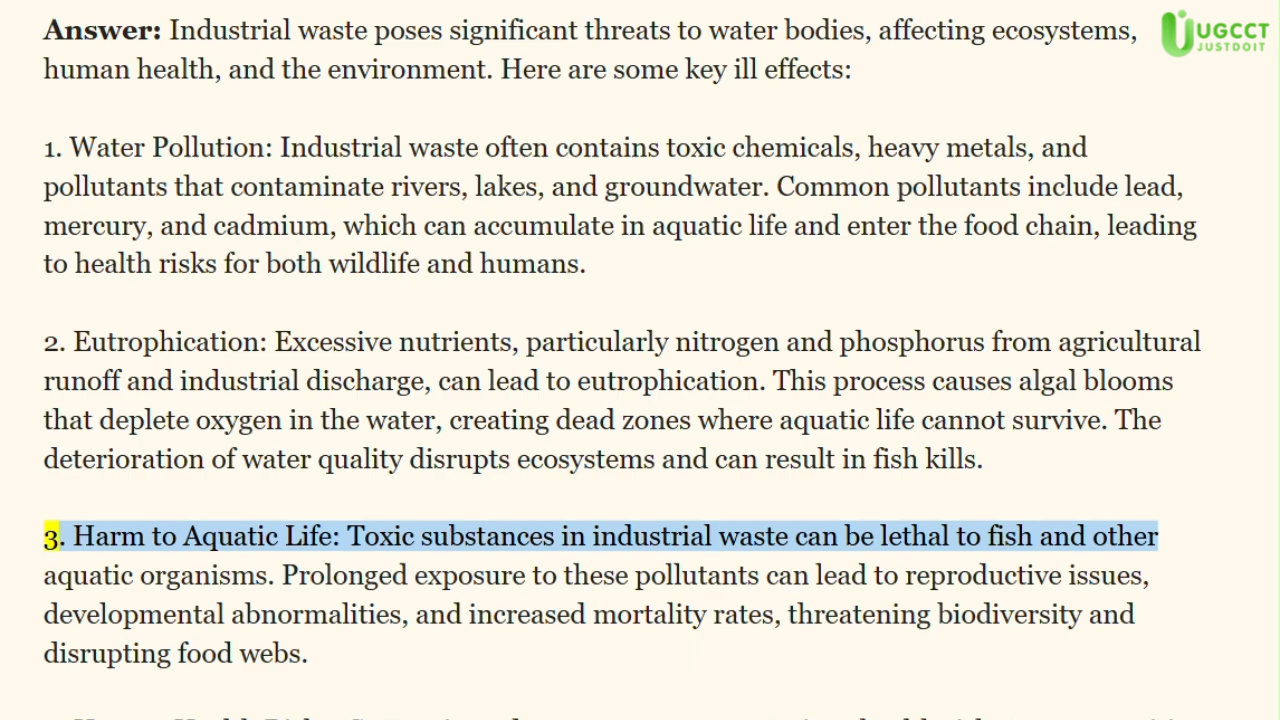 Answer: Industrial waste poses significant threats to water bodies, affecting ecosystems,
human health, and the environment. Here are some key ill effects:
UGCCT
JUSTDOIT
1. Water Pollution: Industrial waste often contains toxic chemicals, heavy metals, and
pollutants that contaminate rivers, lakes, and groundwater. Common pollutants include lead,
mercury, and cadmium, which can accumulate in aquatic life and enter the food chain, leading
to health risks for both wildlife and humans.
2. Eutrophication: Excessive nutrients, particularly nitrogen and phosphorus from agricultural
runoff and industrial discharge, can lead to eutrophication. This process causes algal blooms
that deplete oxygen in the water, creating dead zones where aquatic life cannot survive. The
deterioration of water quality disrupts ecosystems and can result in fish kills.
3. Harm to Aquatic Life: Toxic substances in industrial waste can be lethal to fish and other
aquatic organisms. Prolonged exposure to these pollutants can lead to reproductive issues,
developmental abnormalities, and increased mortality rates, threatening biodiversity and
disrupting food webs.